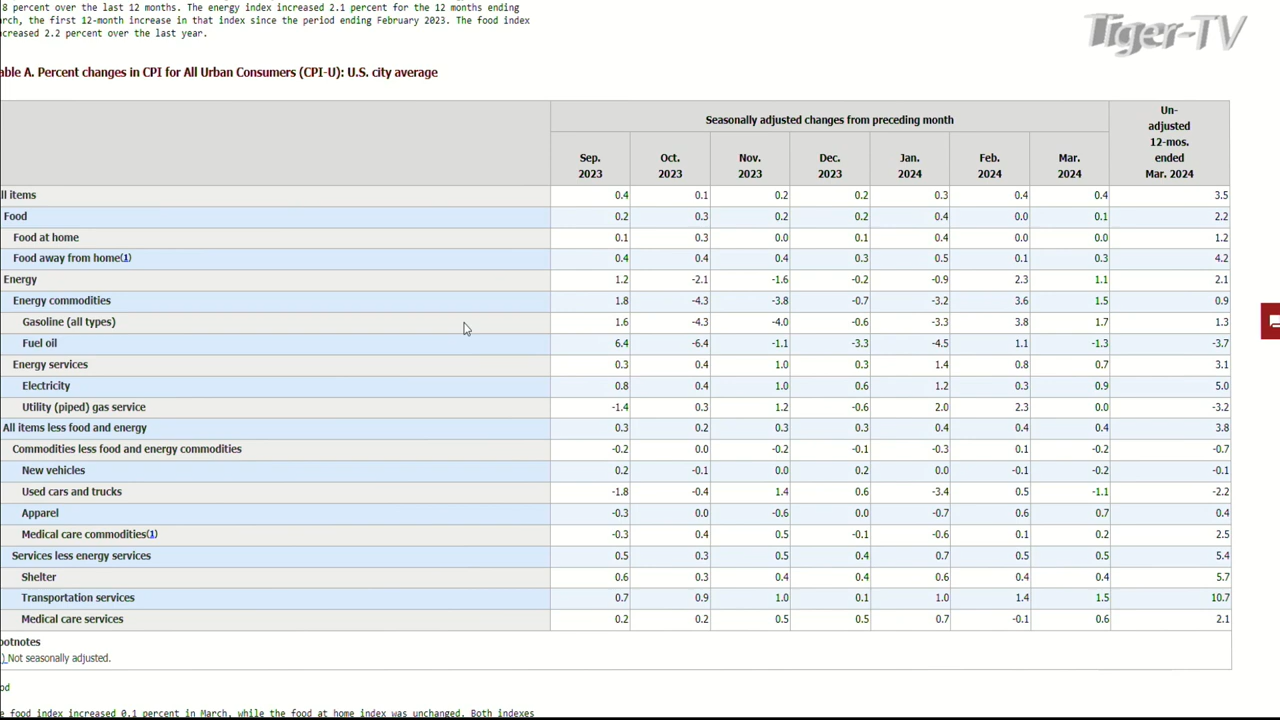 8 percent over the last 12 months. The energy index increased 2.1 percent for the 12 months ending
rch, the first 12-month increase in that index since the period ending February 2023. The food index
creased 2.2 percent over the last year.
Tiger-TV
able A. Percent changes in CPI for All Urban Consumers (CPI-U): U.S. city average
Seasonally adjusted changes from preceding month
Un-
adjusted
12-mos.
ended
Mar. 2024
Sep. 2023 Oct. 2023 Nov. 2023 Dec. 2023 Jan. 2024 Feb. 2024 Mar. 2024
ll items 0.4 0.1 0.2 0.2 0.3 0.4 0.4 3.5
Food 0.2 0.3 0.2 0.2 0.4 0.0 0.1 2.2
Food at home 0.1 0.3 0.0 0.1 0.4 0.0 0.0 1.2
Food away from home(1) 0.4 0.4 0.4 0.3 0.5 0.1 0.3 4.2
Energy 1.2 -2.1 -1.6 -0.2 -0.9 2.3 1.1 2.1
Energy commodities 1.8 -4.3 -3.8 -0.7 -3.2 3.6 1.5 0.9
Gasoline (all types) 1.6 -4.3 -4.0 -0.6 -3.3 3.8 1.7 1.3
Fuel oil 6.4 -6.4 -1.1 -3.3 -4.5 1.1 -1.3 -3.7
Energy services 0.3 0.4 1.0 0.3 1.4 0.8 0.7 3.1
Electricity 0.8 0.4 1.0 0.6 1.2 0.3 0.9 5.0
Utility (piped) gas service -1.4 0.3 1.2 -0.6 2.0 2.3 0.0 -3.2
All items less food and energy 0.3 0.2 0.3 0.3 0.4 0.4 0.4 3.8
Commodities less food and energy commodities -0.2 0.0 -0.2 -0.1 -0.3 0.1 -0.2 -0.7
New vehicles 0.2 -0.1 0.0 0.2 0.0 -0.1 -0.2 -0.1
Used cars and trucks -1.8 -0.4 1.4 0.6 -3.4 0.5 -1.1 -2.2
Apparel -0.3 0.0 -0.6 0.0 -0.7 0.6 0.7 0.4
Medical care commodities(1) -0.3 0.4 0.5 -0.1 -0.6 0.1 0.2 2.5
Services less energy services 0.5 0.3 0.5 0.4 0.7 0.5 0.5 5.4
Shelter 0.6 0.3 0.4 0.4 0.6 0.4 0.4 5.7
Transportation services 0.7 0.9 1.0 0.1 1.0 1.4 1.5 10.7
Medical care services 0.2 0.2 0.5 0.5 0.7 -0.1 0.6 2.1
ootnotes
) Not seasonally adjusted.
od
e food index increased 0.1 percent in March, while the food at home index was unchanged. Both indexes